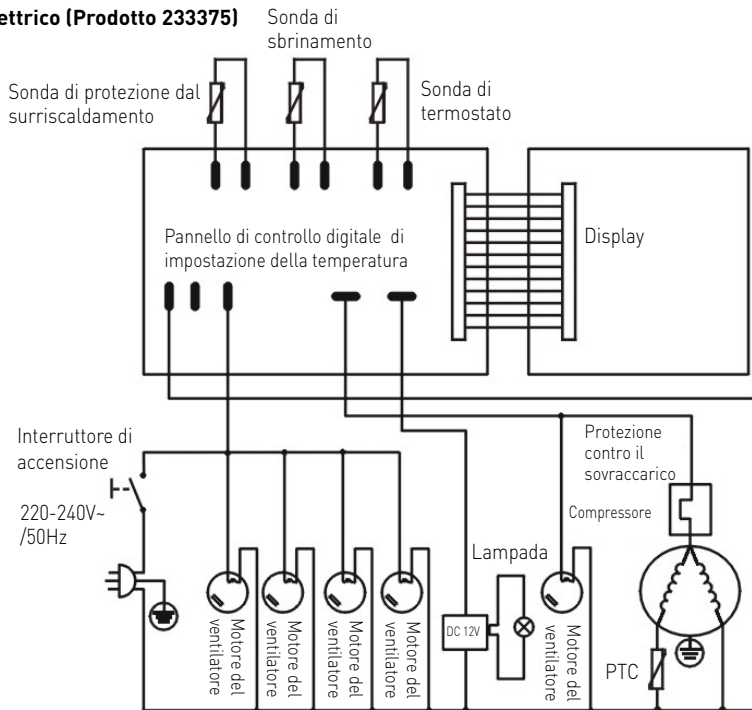 ettrico (Prodotto 233375)
Sonda di
sbrinamento
Sonda di protezione dal
surriscaldamento
Sonda di
termostato
Pannello di controllo digitale di
impostazione della temperatura
Display
Interruttore di
accensione
220-240V~
/50Hz
Protezione
contro il
sovraccarico
Compressore
Lampada
DC 12V
PTC
Motore del
ventilatore
Motore del
ventilatore
Motore del
ventilatore
Motore del
ventilatore
Motore del
ventilatore